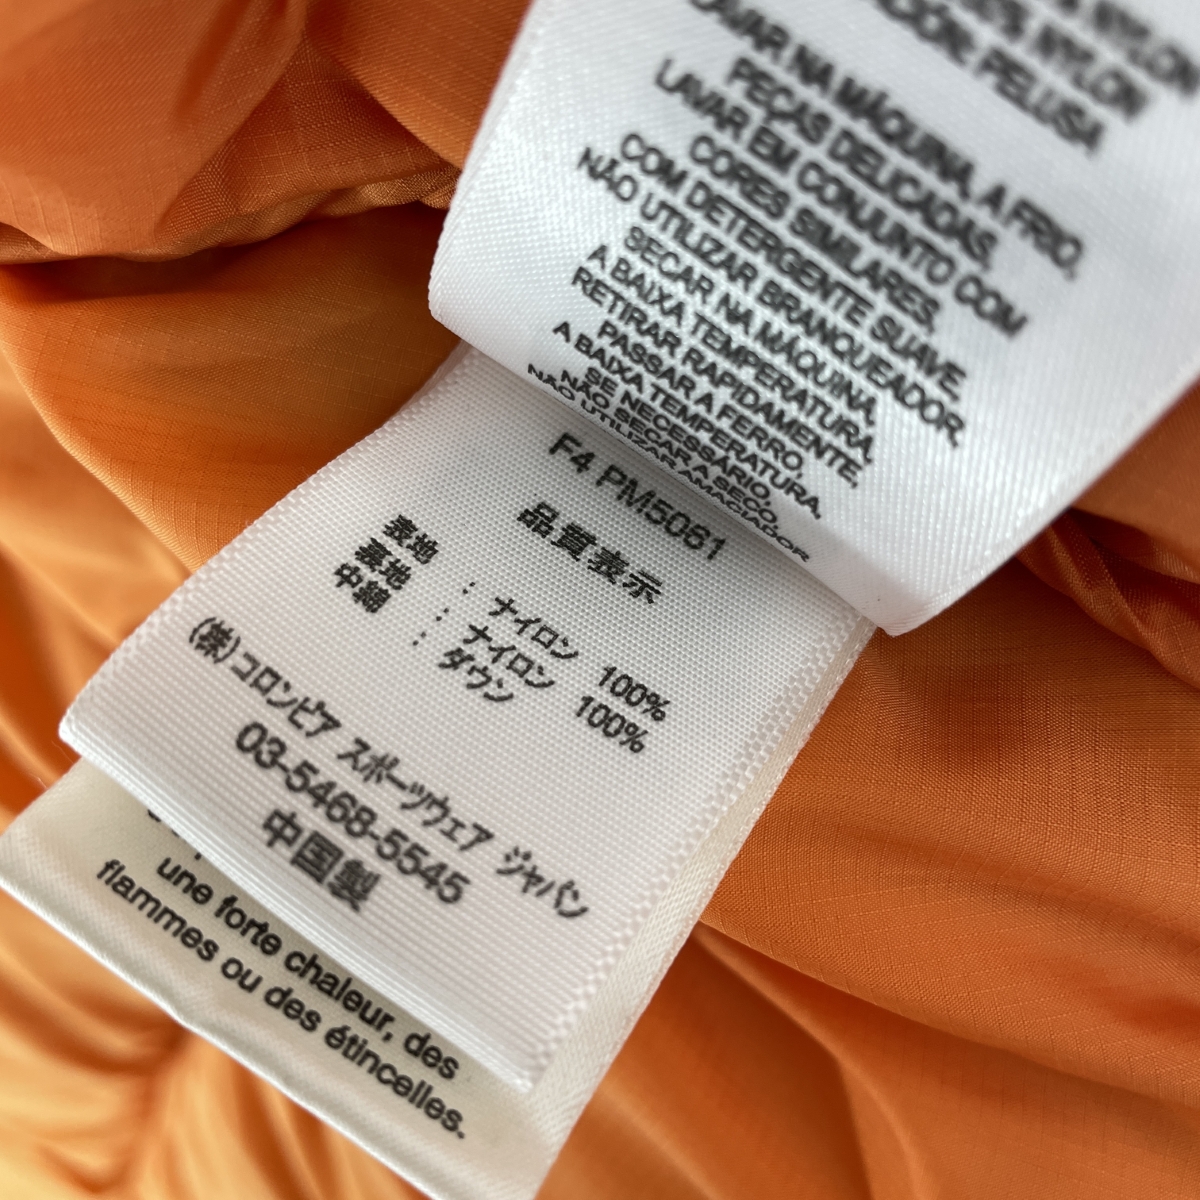 NYLON
NYLON
PELUSA
LAVAR NA MÁQUINA, A FRIO,
PEÇAS DELICADAS,
LAVAR EM CONJUNTO COM
CORES SIMILARES,
COM DETERGENTE SUAVE.
NÃO UTILIZAR BRANQUEADOR,
SECAR NA MÁQUINA,
A BAIXA TEMPERATURA,
RETIRAR RAPIDAMENTE,
PASSAR A FERRO,
A BAIXA TEMPERATURA,
SE NECESSÁRIO,
NÃO SECAR A SECO,
NÃO UTILIZAR AMACIADOR
F4 PM5061
品質表示
表地 : ナイロン 100%
裏地 : ナイロン 100%
中綿 : ダウン
(株)コロンビア スポーツウェア ジャパン
03-5468-5545
中国製
une forte chaleur, des
flammes ou des étincelles.